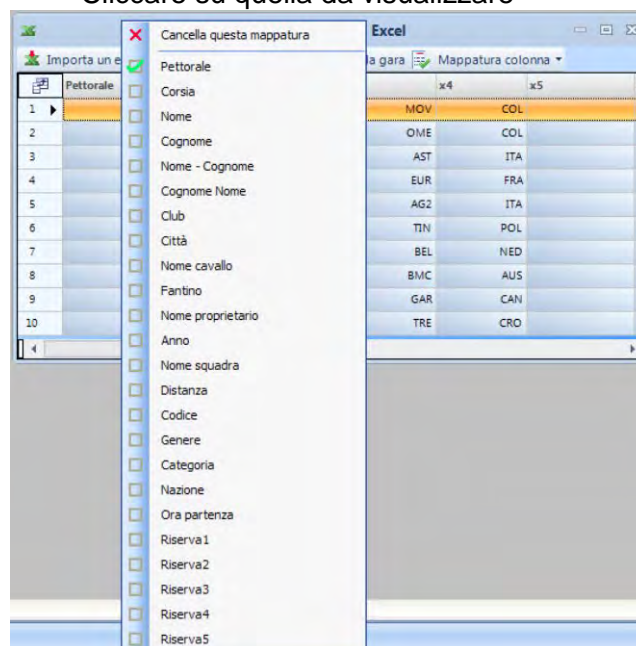 Cliccare su quella da visualizzare
Excel
Importa un e
la gara
Mappatura colonna
Pettorale
x4
x5
1 MOV COL
2 OME COL
3 AST ITA
4 EUR FRA
5 AG2 ITA
6 TIN POL
7 BEL NED
8 BMC AUS
9 GAR CAN
10 TRE CRO
Cancella questa mappatura
Pettorale
Corsia
Nome
Cognome
Nome - Cognome
Cognome Nome
Club
Città
Nome cavallo
Fantino
Nome proprietario
Anno
Nome squadra
Distanza
Codice
Genere
Categoria
Nazione
Ora partenza
Riserva1
Riserva2
Riserva3
Riserva4
Riserva5